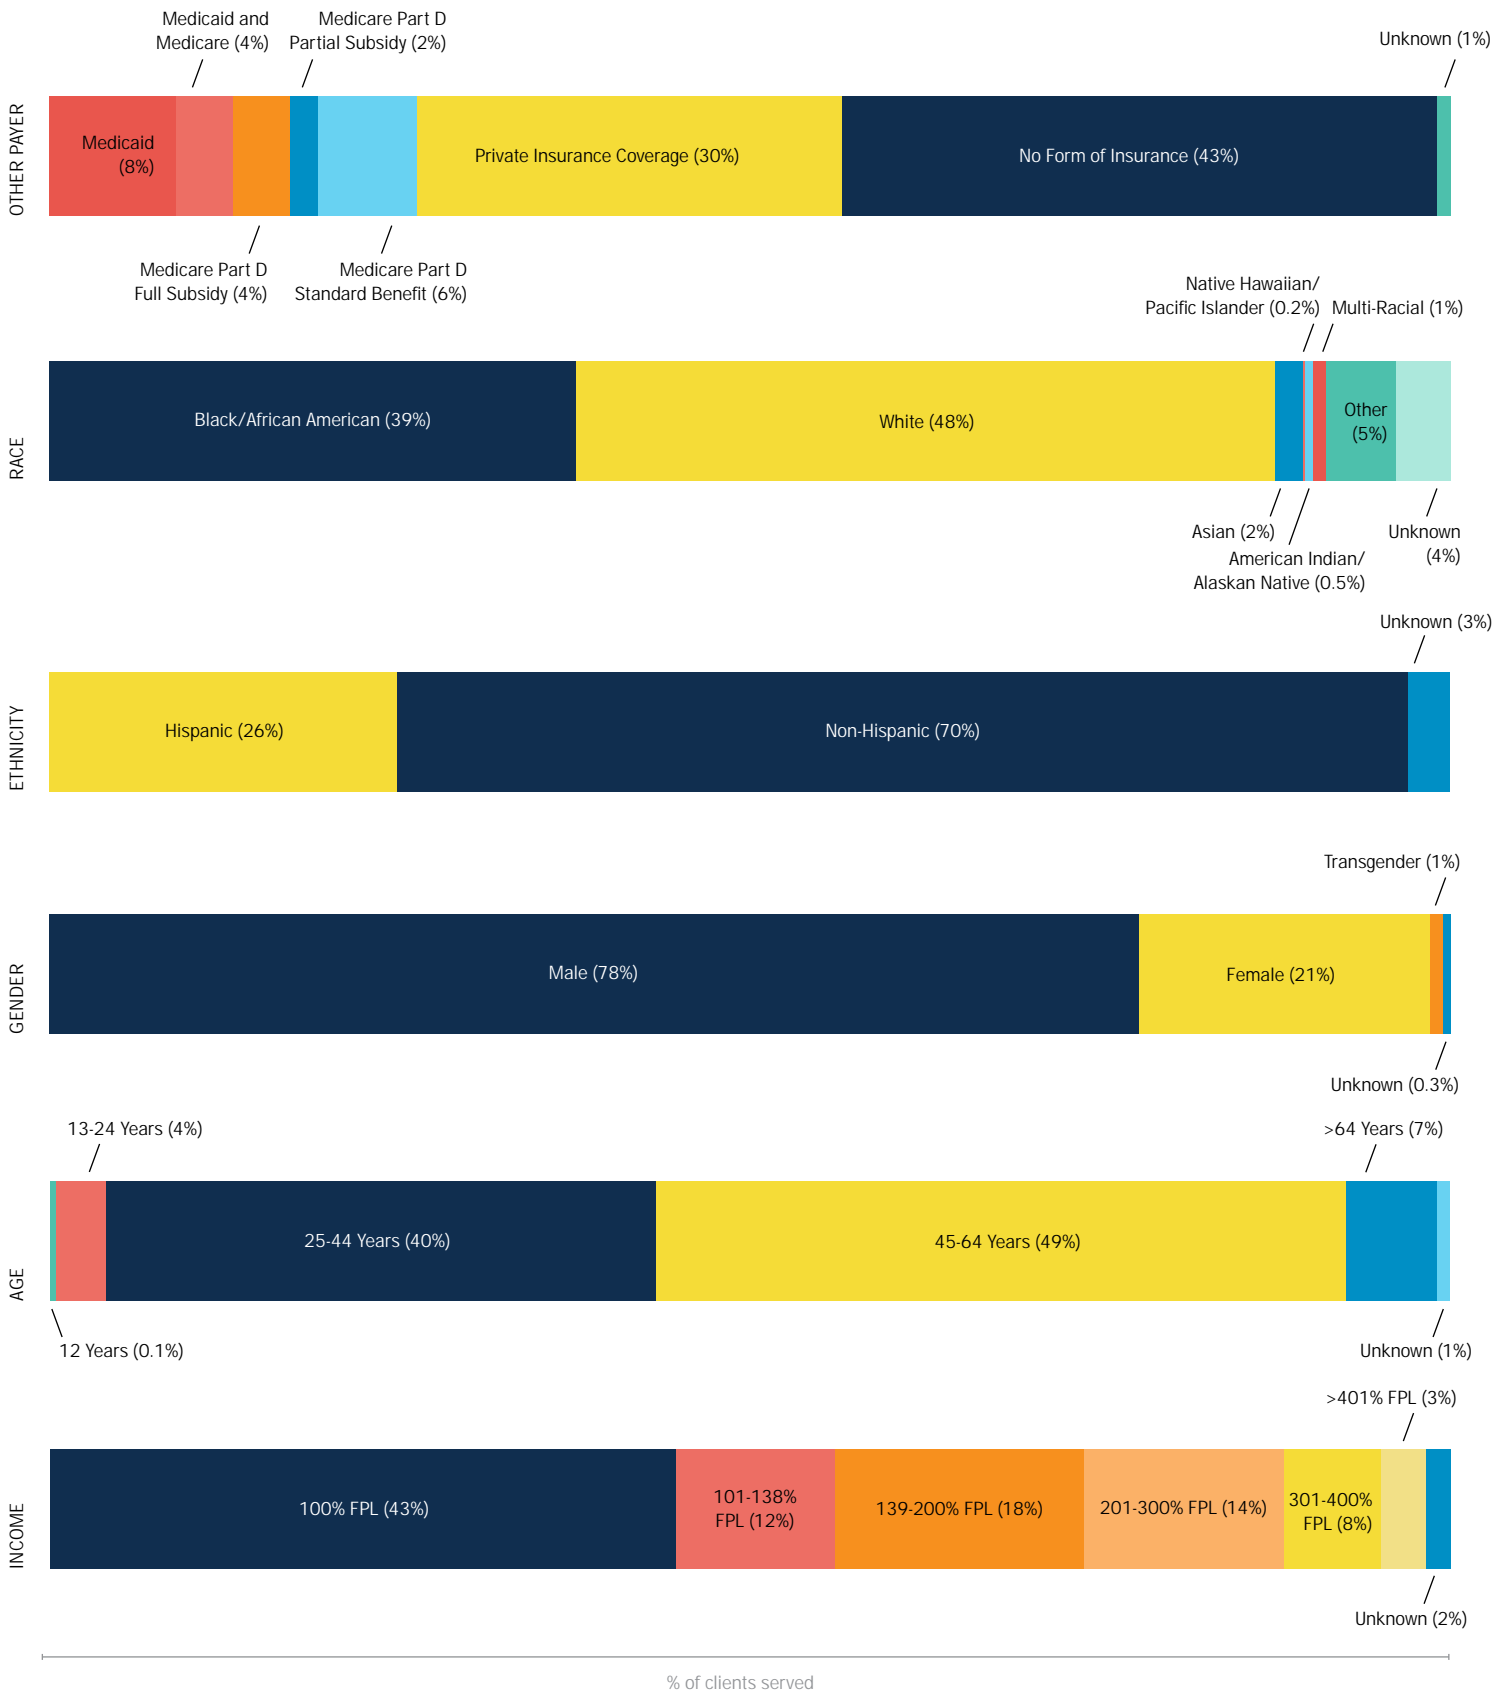 Medicaid and
Medicare (4%)
Medicare Part D
Partial Subsidy (2%)
Unknown (1%)
OTHER PAYER
Medicaid
(8%)
Private Insurance Coverage (30%)
No Form of Insurance (43%)
Medicare Part D
Full Subsidy (4%)
Medicare Part D
Standard Benefit (6%)
Native Hawaiian/
Pacific Islander (0.2%)
Multi-Racial (1%)
RACE
Black/African American (39%)
White (48%)
Other
(5%)
Asian (2%)
American Indian/
Alaskan Native (0.5%)
Unknown
(4%)
Unknown (3%)
ETHNICITY
Hispanic (26%)
Non-Hispanic (70%)
Transgender (1%)
GENDER
Male (78%)
Female (21%)
Unknown (0.3%)
13-24 Years (4%)
>64 Years (7%)
AGE
25-44 Years (40%)
45-64 Years (49%)
12 Years (0.1%)
Unknown (1%)
>401% FPL (3%)
INCOME
100% FPL (43%)
101-138%
FPL (12%)
139-200% FPL (18%)
201-300% FPL (14%)
301-400%
FPL (8%)
Unknown (2%)
% of clients served